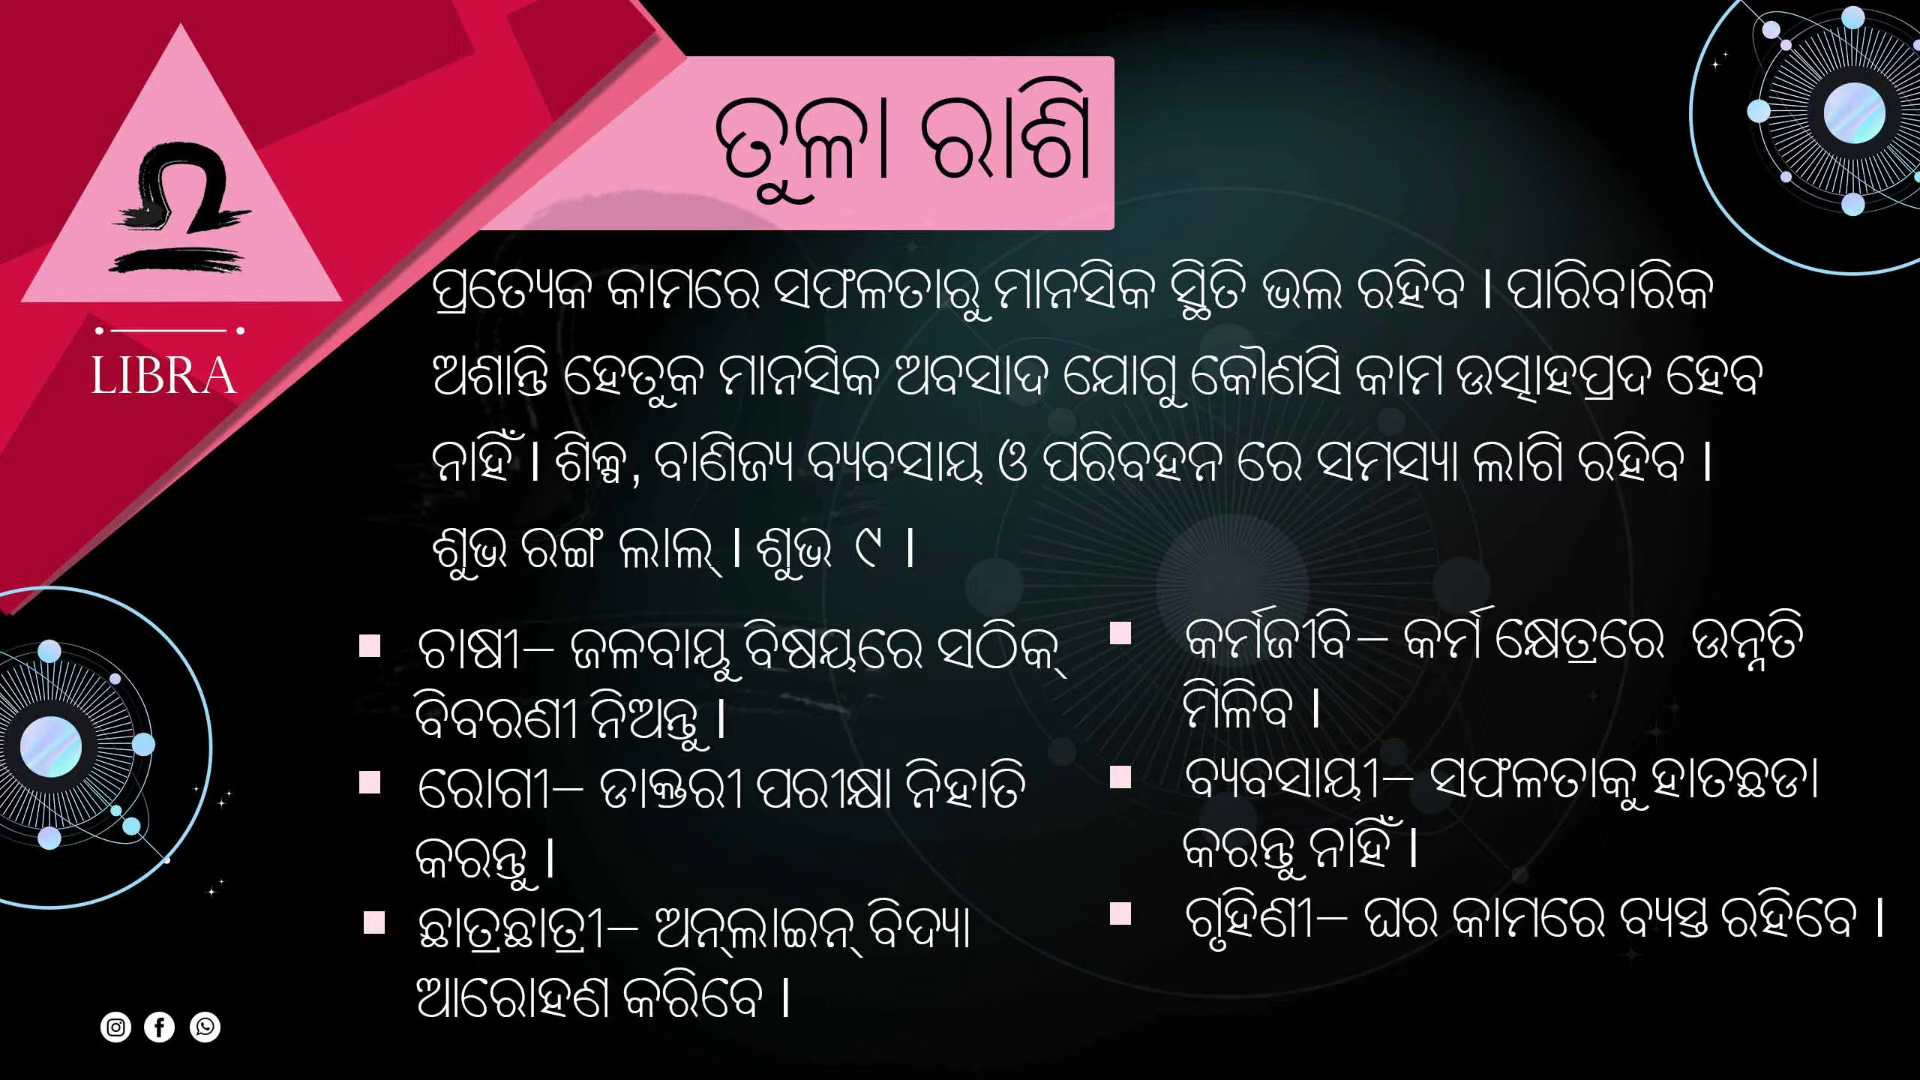 ତୁଳା ରାଶି
LIBRA
ପ୍ରତ୍ୟେକ କାମରେ ସଫଳତାରୁ ମାନସିକ ସ୍ଥିତି ଭଲ ରହିବ । ପାରିବାରିକ
ଅଶାନ୍ତି ହେତୁକ ମାନସିକ ଅବସାଦ ଯୋଗୁ କୌଣସି କାମ ଉତ୍ସାହପ୍ରଦ ହେବ
ନାହିଁ । ଶିଳ୍ପ, ବାଣିଜ୍ୟ ବ୍ୟବସାୟ ଓ ପରିବହନ ରେ ସମସ୍ୟା ଲାଗି ରହିବ ।
ଶୁଭ ରଙ୍ଗ ଲାଲ୍ । ଶୁଭ ୯ ।
▪ ଚାଷୀ– ଜଳବାୟୁ ବିଷୟରେ ସଠିକ୍
ବିବରଣୀ ନିଅନ୍ତୁ ।
▪ ରୋଗୀ– ଡାକ୍ତରୀ ପରୀକ୍ଷା ନିହାତି
କରନ୍ତୁ ।
▪ ଛାତ୍ରଛାତ୍ରୀ– ଅନ୍‌ଲାଇନ୍ ବିଦ୍ୟା
ଆରୋହଣ କରିବେ ।
▪ କର୍ମଜୀବି– କର୍ମ କ୍ଷେତ୍ରରେ ଉନ୍ନତି
ମିଳିବ ।
▪ ବ୍ୟବସାୟୀ– ସଫଳତାକୁ ହାତଛଡା
କରନ୍ତୁ ନାହିଁ ।
▪ ଗୃହିଣୀ– ଘର କାମରେ ବ୍ୟସ୍ତ ରହିବେ ।